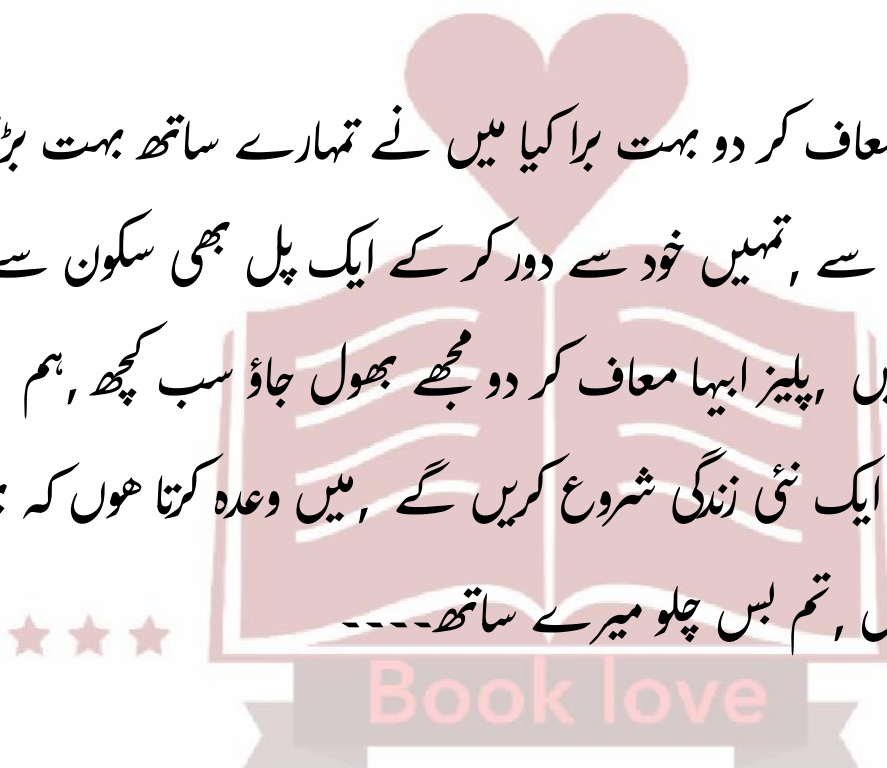 معاف کر دو بہت برا کیا میں نے تمہارے ساتھ بہت
سے ,تمہیں خود سے دور کر کے ایک پل بھی سکون سے
,پلیز ابیہا معاف کر دو مجھے بھول جاؤ سب کچھ ,ہم
ایک نئی زندگی شروع کریں گے ,میں وعدہ کرتا ھوں کہ
,تم بس چلو میرے ساتھ----
Book love